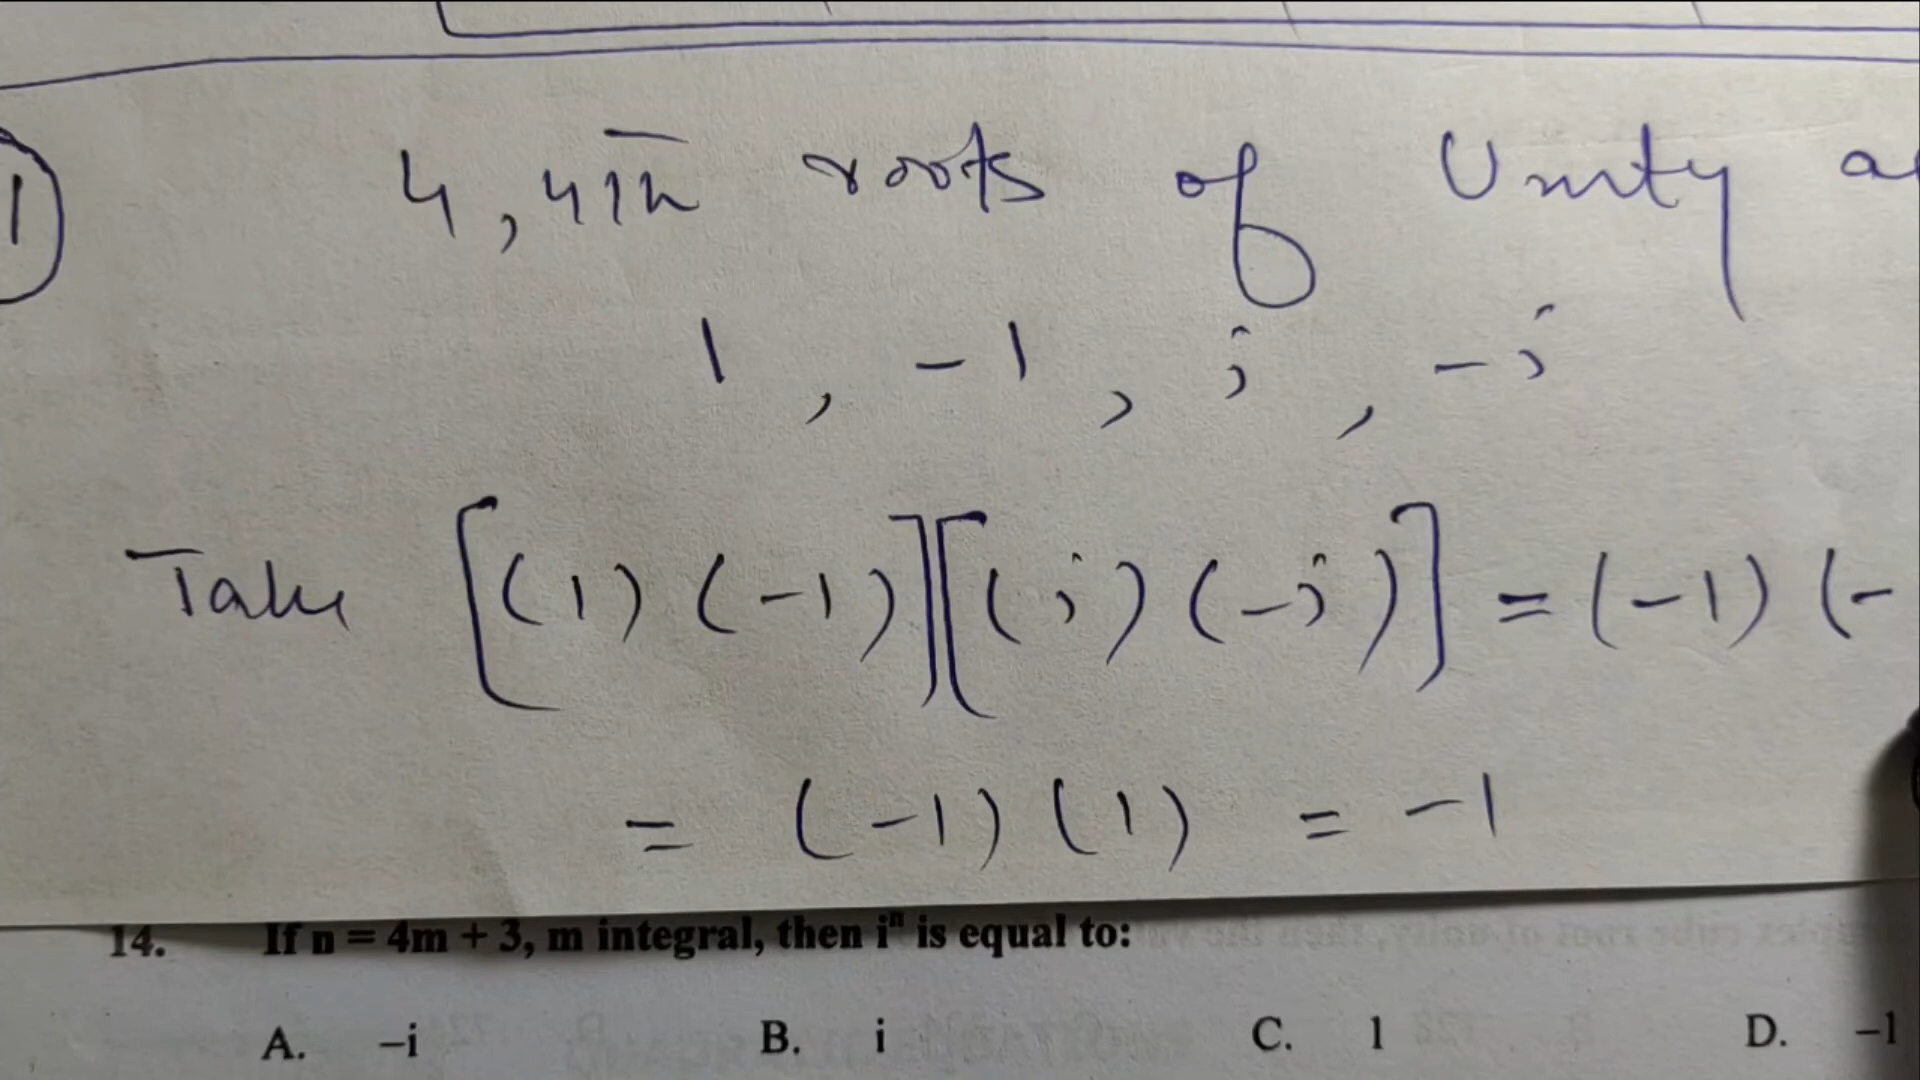 1
4, 4th roots of Unity a
1, -1, i, -i
Take [(1) (-1)] [(i) (-i)] = (-1) (-
= (-1) (1) = -1
14. If n = 4m + 3, m integral, then iⁿ is equal to:
A. -i B. i C. 1 D. -1